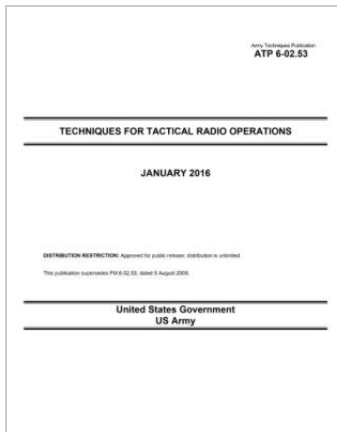 Army Techniques Publication
ATP 6-02.53
TECHNIQUES FOR TACTICAL RADIO OPERATIONS
JANUARY 2016
DISTRIBUTION RESTRICTION: Approved for public release; distribution is unlimited.
This publication supersedes FM 6-02.53, dated 5 August 2009.
United States Government
US Army